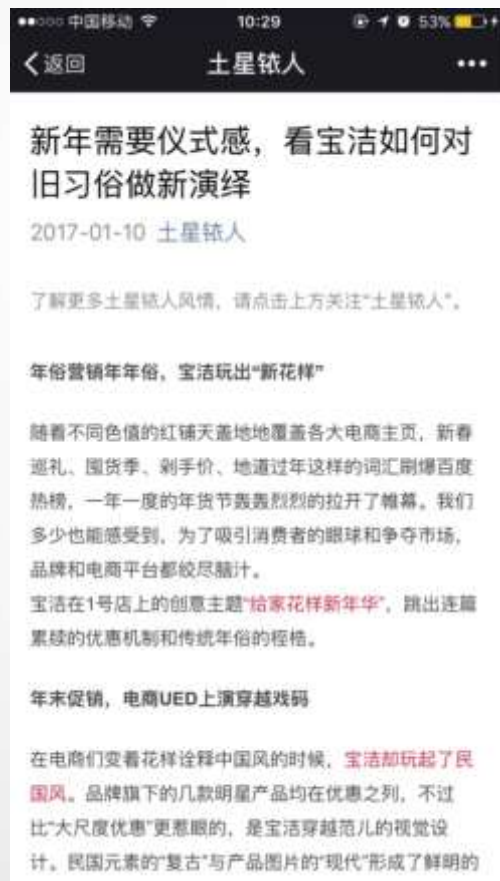 中国移动 10:29 53%
返回 土星铱人
新年需要仪式感，看宝洁如何对
旧习俗做新演绎
2017-01-10 土星铱人
了解更多土星铱人风情，请点击上方关注“土星铱人”。
年俗营销年年俗，宝洁玩出“新花样”
随着不同色值的红铺天盖地地覆盖各大电商主页，新春
巡礼、囤货季、剁手价、地道过年这样的词汇刷爆百度
热榜，一年一度的年货节轰轰烈烈的拉开了帷幕。我们
多少也能感受到，为了吸引消费者的眼球和争夺市场，
品牌和电商平台都绞尽脑汁。
宝洁在1号店上的创意主题“给家花样新年华”，跳出连篇
累牍的优惠机制和传统年俗的桎梏。
年末促销，电商UED上演穿越戏码
在电商们变着花样诠释中国风的时候，宝洁却玩起了民
国风。品牌旗下的几款明星产品均在优惠之列，不过
比“大尺度优惠”更惹眼的，是宝洁穿越范儿的视觉设
计。民国元素的“复古”与产品图片的“现代”形成了鲜明的